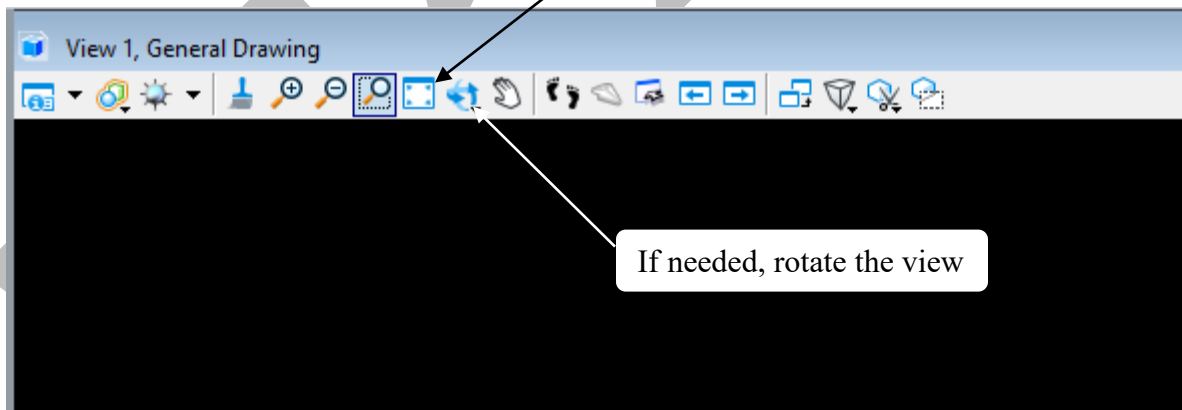 View 1, General Drawing
If needed, rotate the view